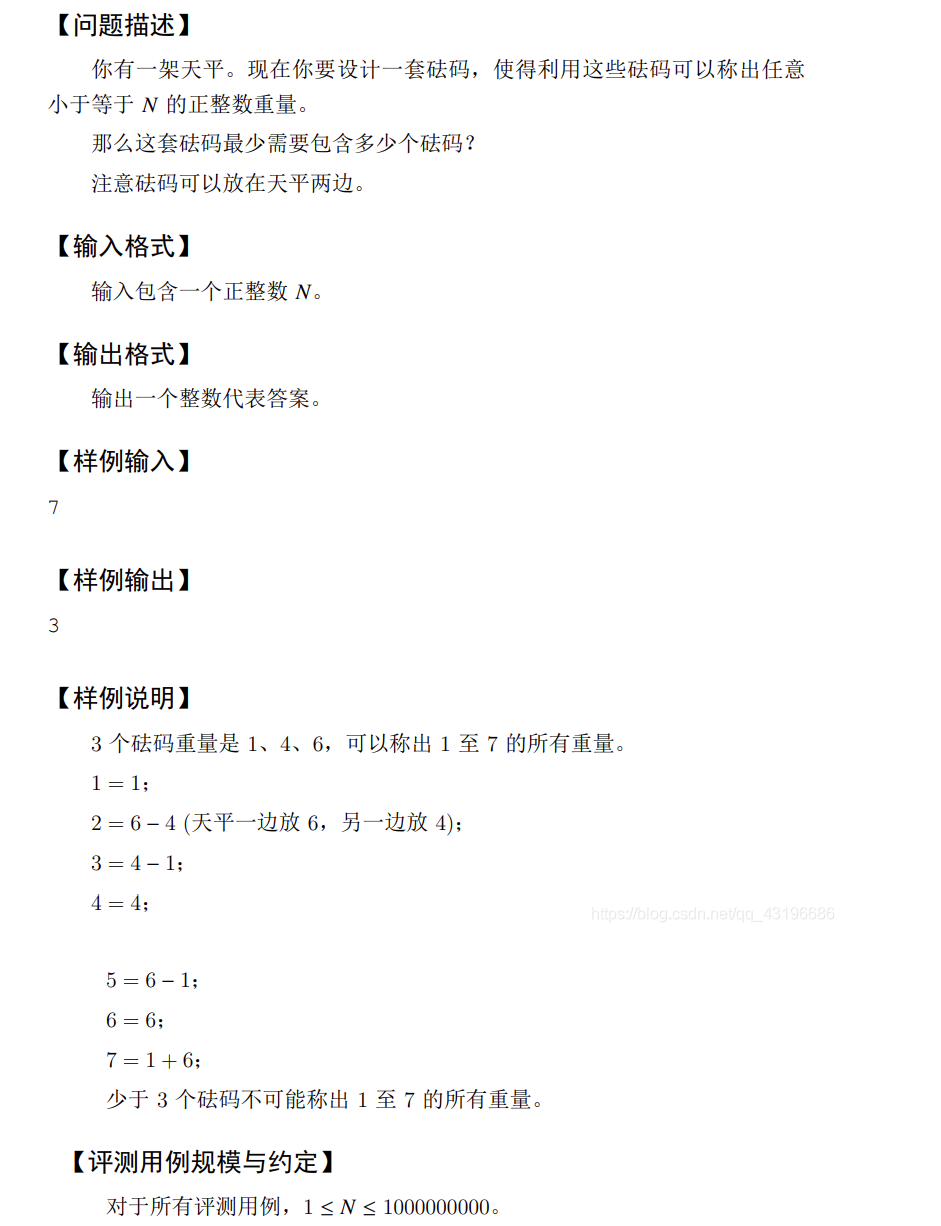 【问题描述】
你有一架天平。现在你要设计一套砝码，使得利用这些砝码可以称出任意
小于等于 N 的正整数重量。
那么这套砝码最少需要包含多少个砝码？
注意砝码可以放在天平两边。
【输入格式】
输入包含一个正整数 N。
【输出格式】
输出一个整数代表答案。
【样例输入】
7
【样例输出】
3
【样例说明】
3 个砝码重量是 1、4、6，可以称出 1 至 7 的所有重量。
1 = 1；
2 = 6 − 4 (天平一边放 6，另一边放 4)；
3 = 4 − 1；
4 = 4；
https://blog.csdn.net/qq_43196686
5 = 6 − 1；
6 = 6；
7 = 1 + 6；
少于 3 个砝码不可能称出 1 至 7 的所有重量。
【评测用例规模与约定】
对于所有评测用例，1 ≤ N ≤ 1000000000。